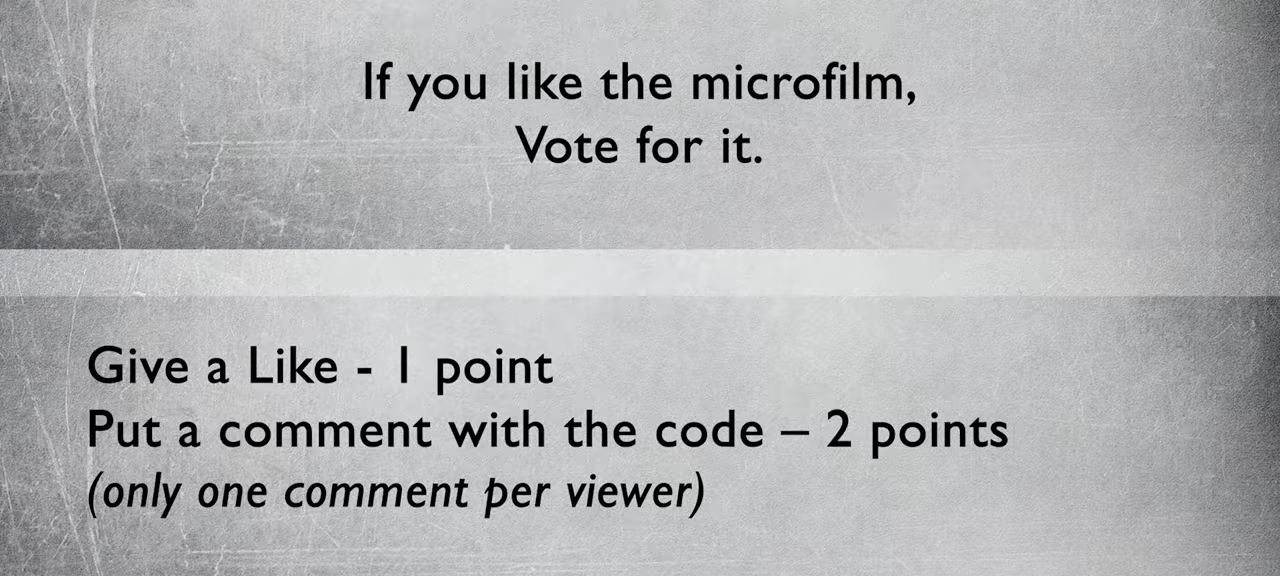 If you like the microfilm,
Vote for it.
Give a Like - 1 point
Put a comment with the code – 2 points
(only one comment per viewer)